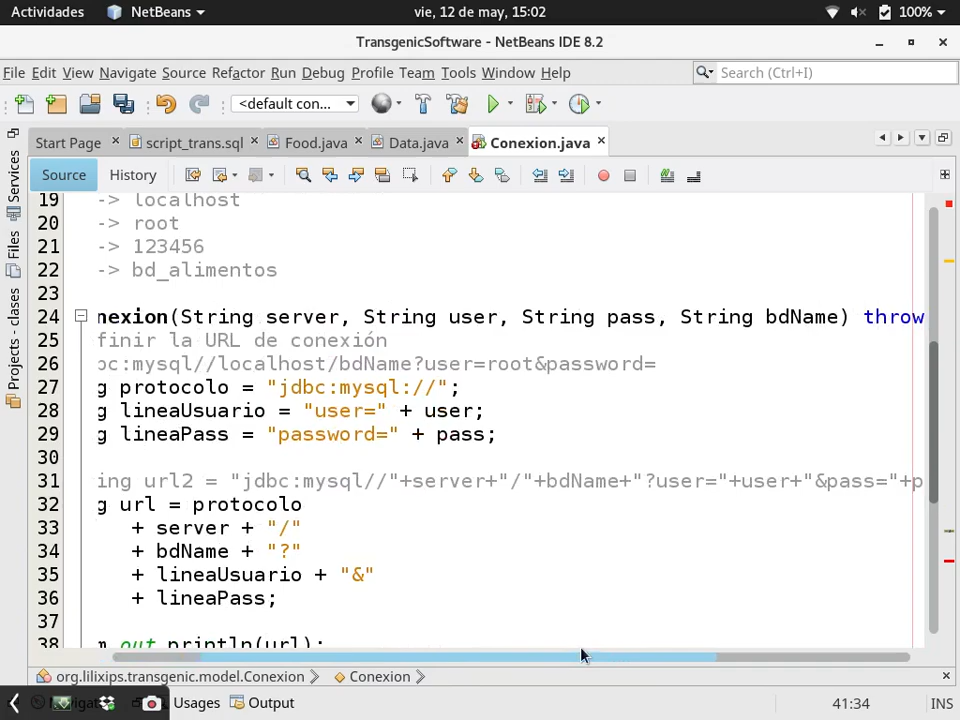 Actividades NetBeans vie, 12 de may, 15:02 100%
TransgenicSoftware - NetBeans IDE 8.2
File Edit View Navigate Source Refactor Run Debug Profile Team Tools Window Help Search (Ctrl+I)
<default con...
Start Page script_trans.sql Food.java Data.java Conexion.java
Source History
Services
Files
Projects - clases
19 -> localhost
20 -> root
21 -> 123456
22 -> bd_alimentos
23
24 nexion(String server, String user, String pass, String bdName) throw
25 finir la URL de conexión
26 bc:mysql//localhost/bdName?user=root&password=
27 g protocolo = "jdbc:mysql://";
28 g lineaUsuario = "user=" + user;
29 g lineaPass = "password=" + pass;
30
31 ing url2 = "jdbc:mysql//"+server+"/"+bdName+"?user="+user+"&pass="+p
32 g url = protocolo
33 + server + "/"
34 + bdName + "?"
35 + lineaUsuario + "&"
36 + lineaPass;
37
38 m out println(url);
org.lilixips.transgenic.model.Conexion Conexion
Usages Output 41:34 INS